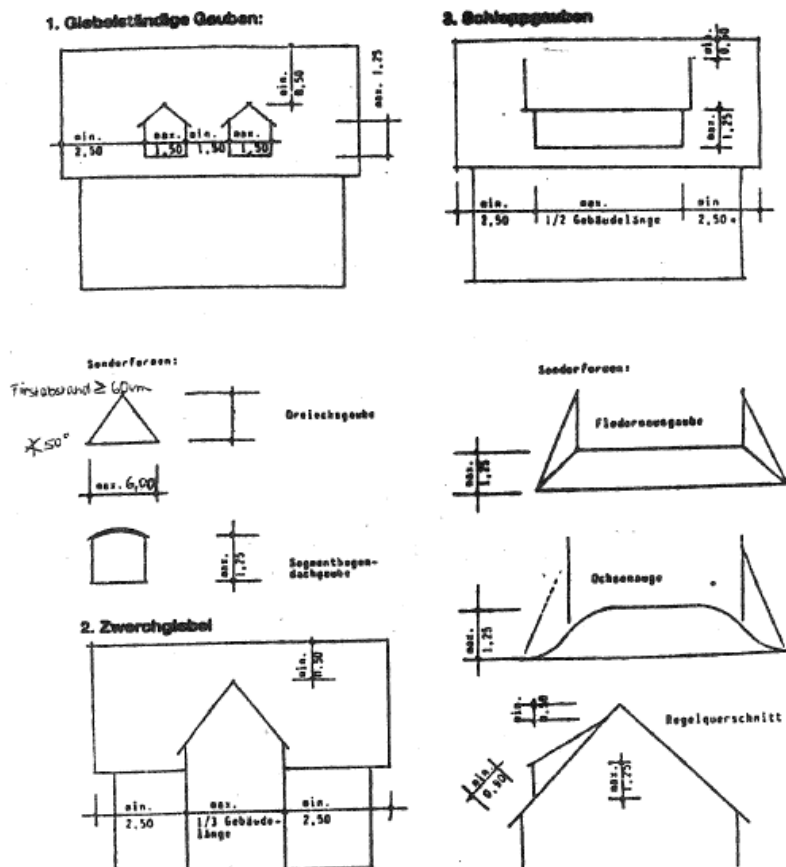 1. Giebelständige Gauben:
min.
0,50
max. 1,25
min.
2,50
max.
1,50
min.
1,50
max.
1,50
3. Schleppgauben
min.
0,50
max.
1,25
min.
2,50
max.
1/2 Gebäudelänge
min
2,50
Sonderformen:
Firstabstand ≥ 60cm
50°
Dreiecksgaube
max. 6,00
max.
1,25
Segmentbogen-
dachgaube
2. Zwerchgiebel
min.
0,50
min.
2.50
max
1/3 Gebäude-
länge
min.
2,50
Sonderformen:
Fledermausgaube
max.
1,25
Ochsenauge
max.
1,25
Regelquerschnitt
min.
0,50
min.
0,90
max.
1,25